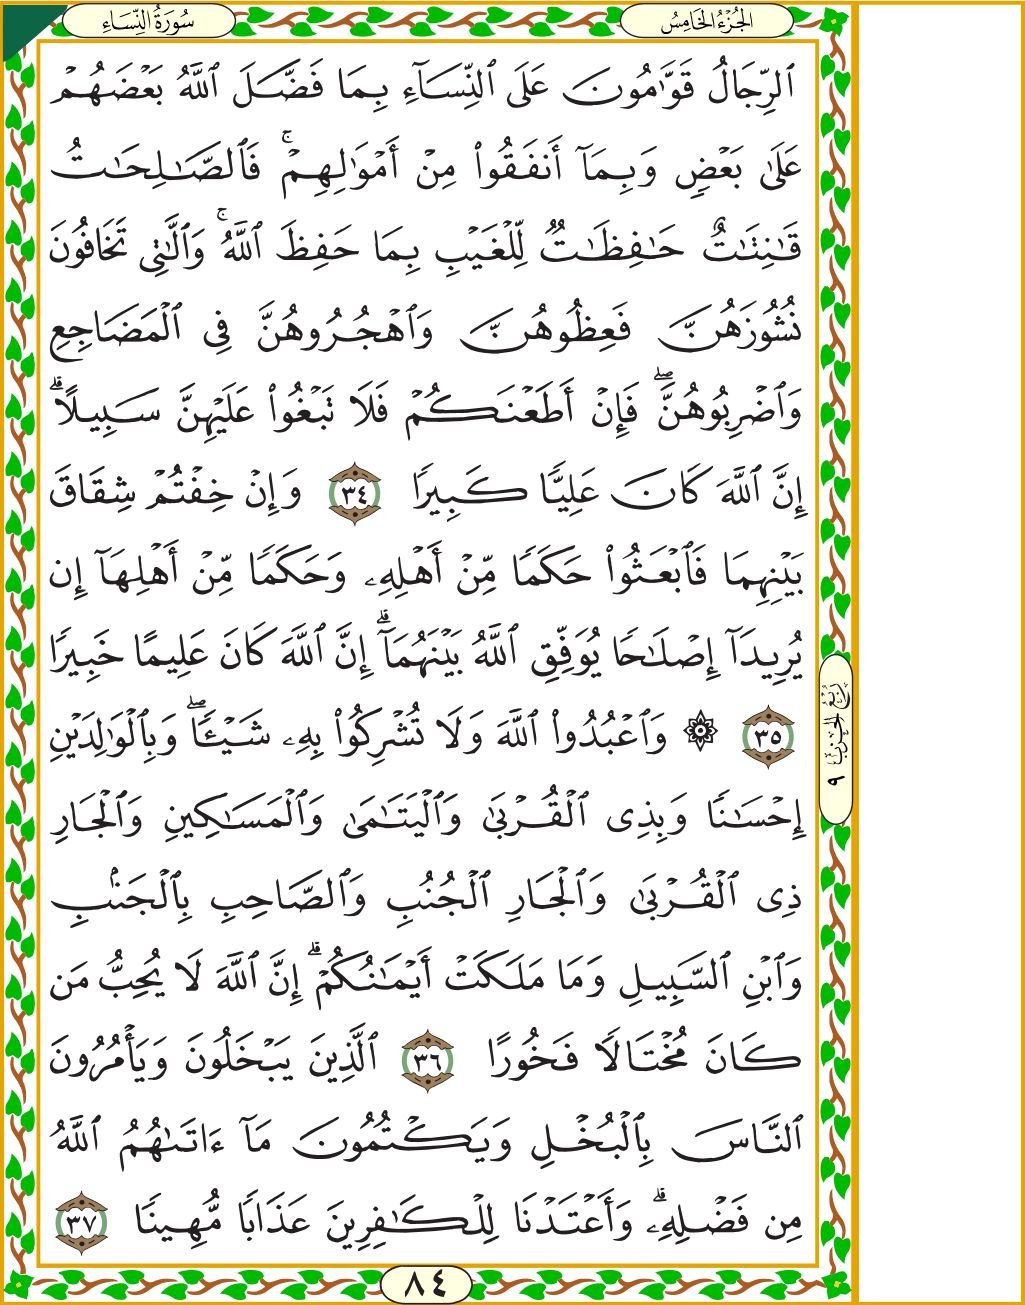 سُورَةُ النِّسَاءِ
الجُزْءُ الخَامِسُ
ٱلرِّجَالُ قَوَّٰمُونَ عَلَى ٱلنِّسَآءِ بِمَا فَضَّلَ ٱللَّهُ بَعْضَهُمْ
عَلَىٰ بَعْضٍ وَبِمَآ أَنفَقُوا۟ مِنْ أَمْوَٰلِهِمْ ۚ فَٱلصَّٰلِحَٰتُ
قَٰنِتَٰتٌ حَٰفِظَٰتٌ لِّلْغَيْبِ بِمَا حَفِظَ ٱللَّهُ ۚ وَٱلَّٰتِى تَخَافُونَ
نُشُوزَهُنَّ فَعِظُوهُنَّ وَٱهْجُرُوهُنَّ فِى ٱلْمَضَاجِعِ
وَٱضْرِبُوهُنَّ ۖ فَإِنْ أَطَعْنَكُمْ فَلَا تَبْغُوا۟ عَلَيْهِنَّ سَبِيلًا ۗ
إِنَّ ٱللَّهَ كَانَ عَلِيًّا كَبِيرًا ٣٤ وَإِنْ خِفْتُمْ شِقَاقَ
بَيْنِهِمَا فَٱبْعَثُوا۟ حَكَمًا مِّنْ أَهْلِهِۦ وَحَكَمًا مِّنْ أَهْلِهَآ إِن
يُرِيدَآ إِصْلَٰحًا يُوَفِّقِ ٱللَّهُ بَيْنَهُمَآ ۗ إِنَّ ٱللَّهَ كَانَ عَلِيمًا خَبِيرًا
٣٥ ۞ وَٱعْبُدُوا۟ ٱللَّهَ وَلَا تُشْرِكُوا۟ بِهِۦ شَيْـًٔا ۖ وَبِٱلْوَٰلِدَيْنِ
إِحْسَٰنًا وَبِذِى ٱلْقُرْبَىٰ وَٱلْيَتَٰمَىٰ وَٱلْمَسَٰكِينِ وَٱلْجَارِ
ذِى ٱلْقُرْبَىٰ وَٱلْجَارِ ٱلْجُنُبِ وَٱلصَّاحِبِ بِٱلْجَنۢبِ
وَٱبْنِ ٱلسَّبِيلِ وَمَا مَلَكَتْ أَيْمَٰنُكُمْ ۗ إِنَّ ٱللَّهَ لَا يُحِبُّ مَن
كَانَ مُخْتَالًا فَخُورًا ٣٦ ٱلَّذِينَ يَبْخَلُونَ وَيَأْمُرُونَ
ٱلنَّاسَ بِٱلْبُخْلِ وَيَكْتُمُونَ مَآ ءَاتَىٰهُمُ ٱللَّهُ
مِن فَضْلِهِۦ ۗ وَأَعْتَدْنَا لِلْكَٰفِرِينَ عَذَابًا مُّهِينًا ٣٧
رُبْعُ الحِزْبِ ٩
٨٤